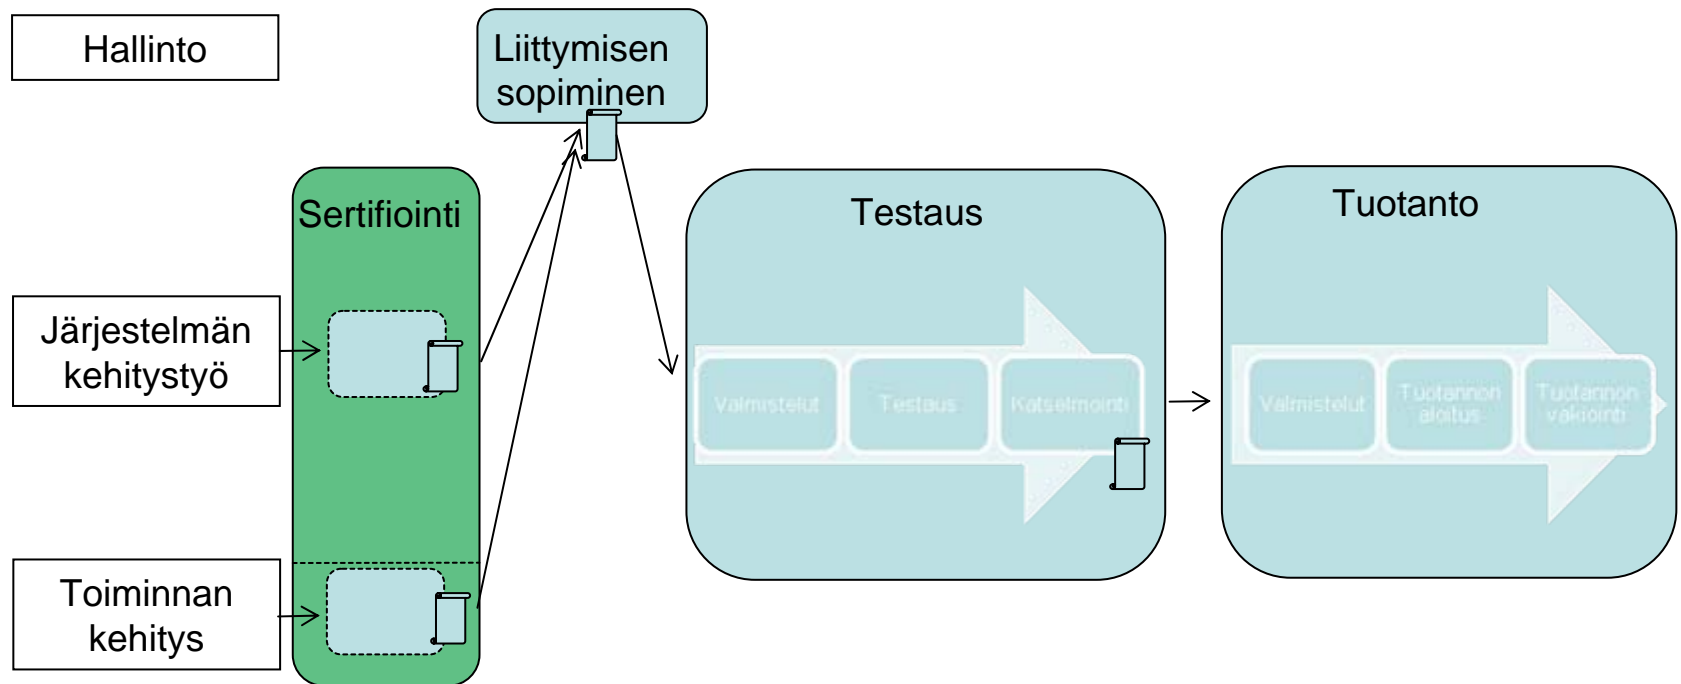 Hallinto
Liittymisen
sopiminen
Sertifiointi
Testaus
Tuotanto
Järjestelmän
kehitystyö
Valmistelut
Testaus
Katselmointi
Valmistelut
Tuotannon
aloitus
Tuotannon
vakiointi
Toiminnan
kehitys